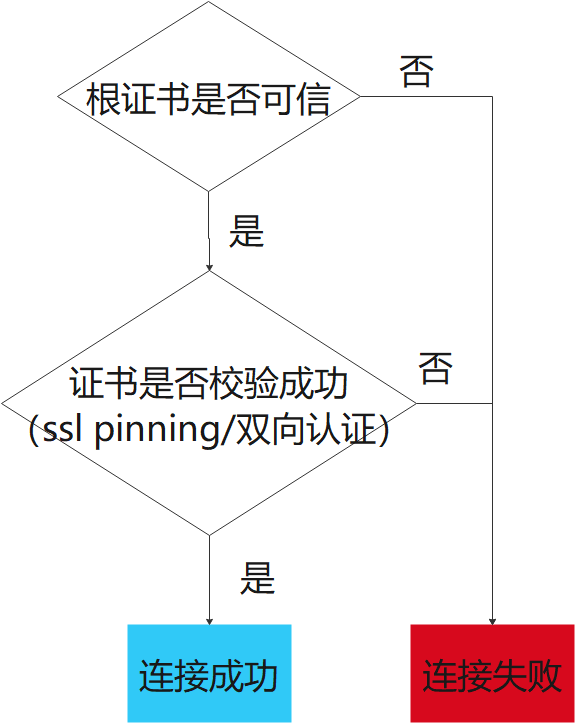 根证书是否可信
否
是
证书是否校验成功
（ssl pinning/双向认证）
否
是
连接成功
连接失败